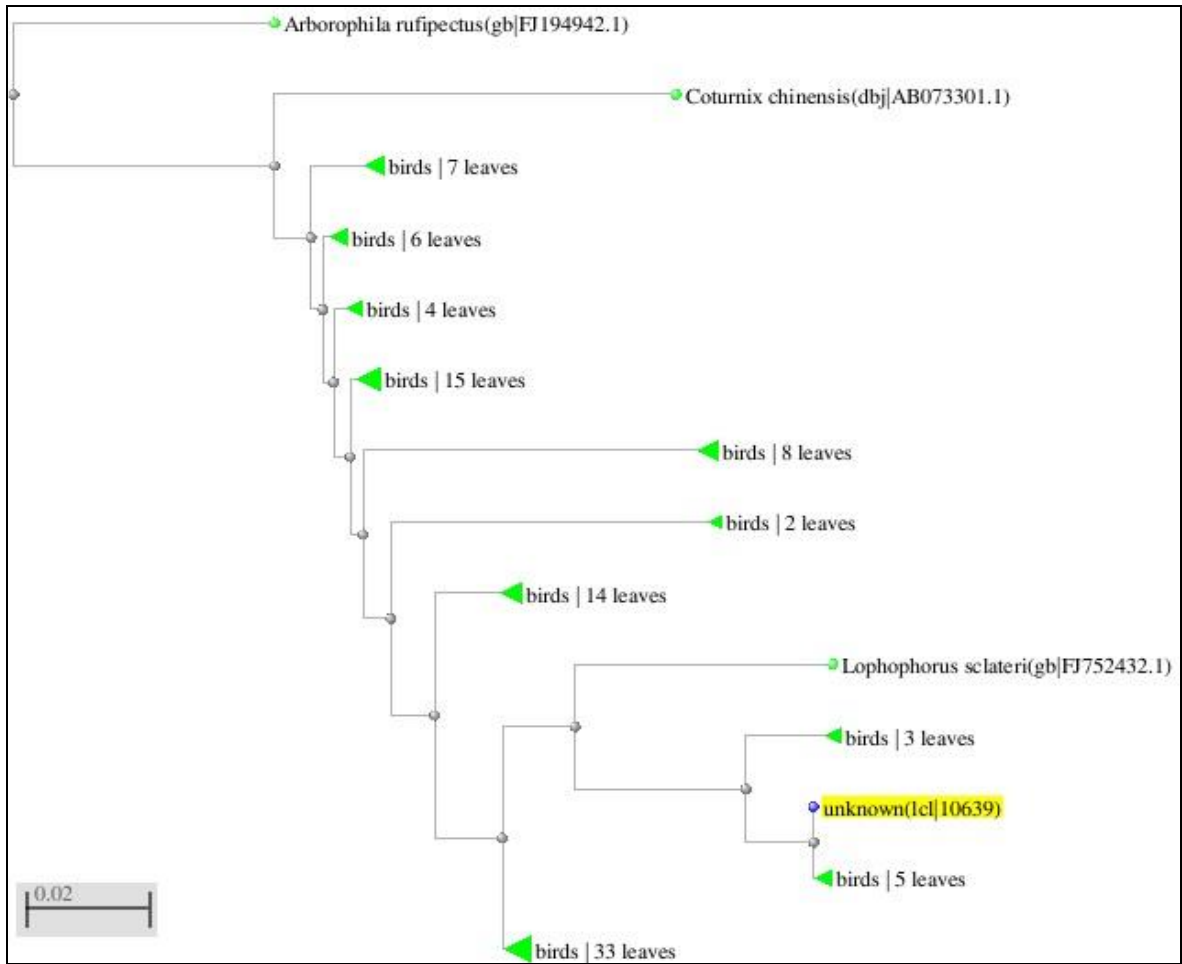 Arborophila rufipectus(gb|FJ194942.1)
Coturnix chinensis(dbj|AB073301.1)
birds | 7 leaves
birds | 6 leaves
birds | 4 leaves
birds | 15 leaves
birds | 8 leaves
birds | 2 leaves
birds | 14 leaves
Lophophorus sclateri(gb|FJ752432.1)
birds | 3 leaves
unknown(lcl|10639)
birds | 5 leaves
0.02
birds | 33 leaves